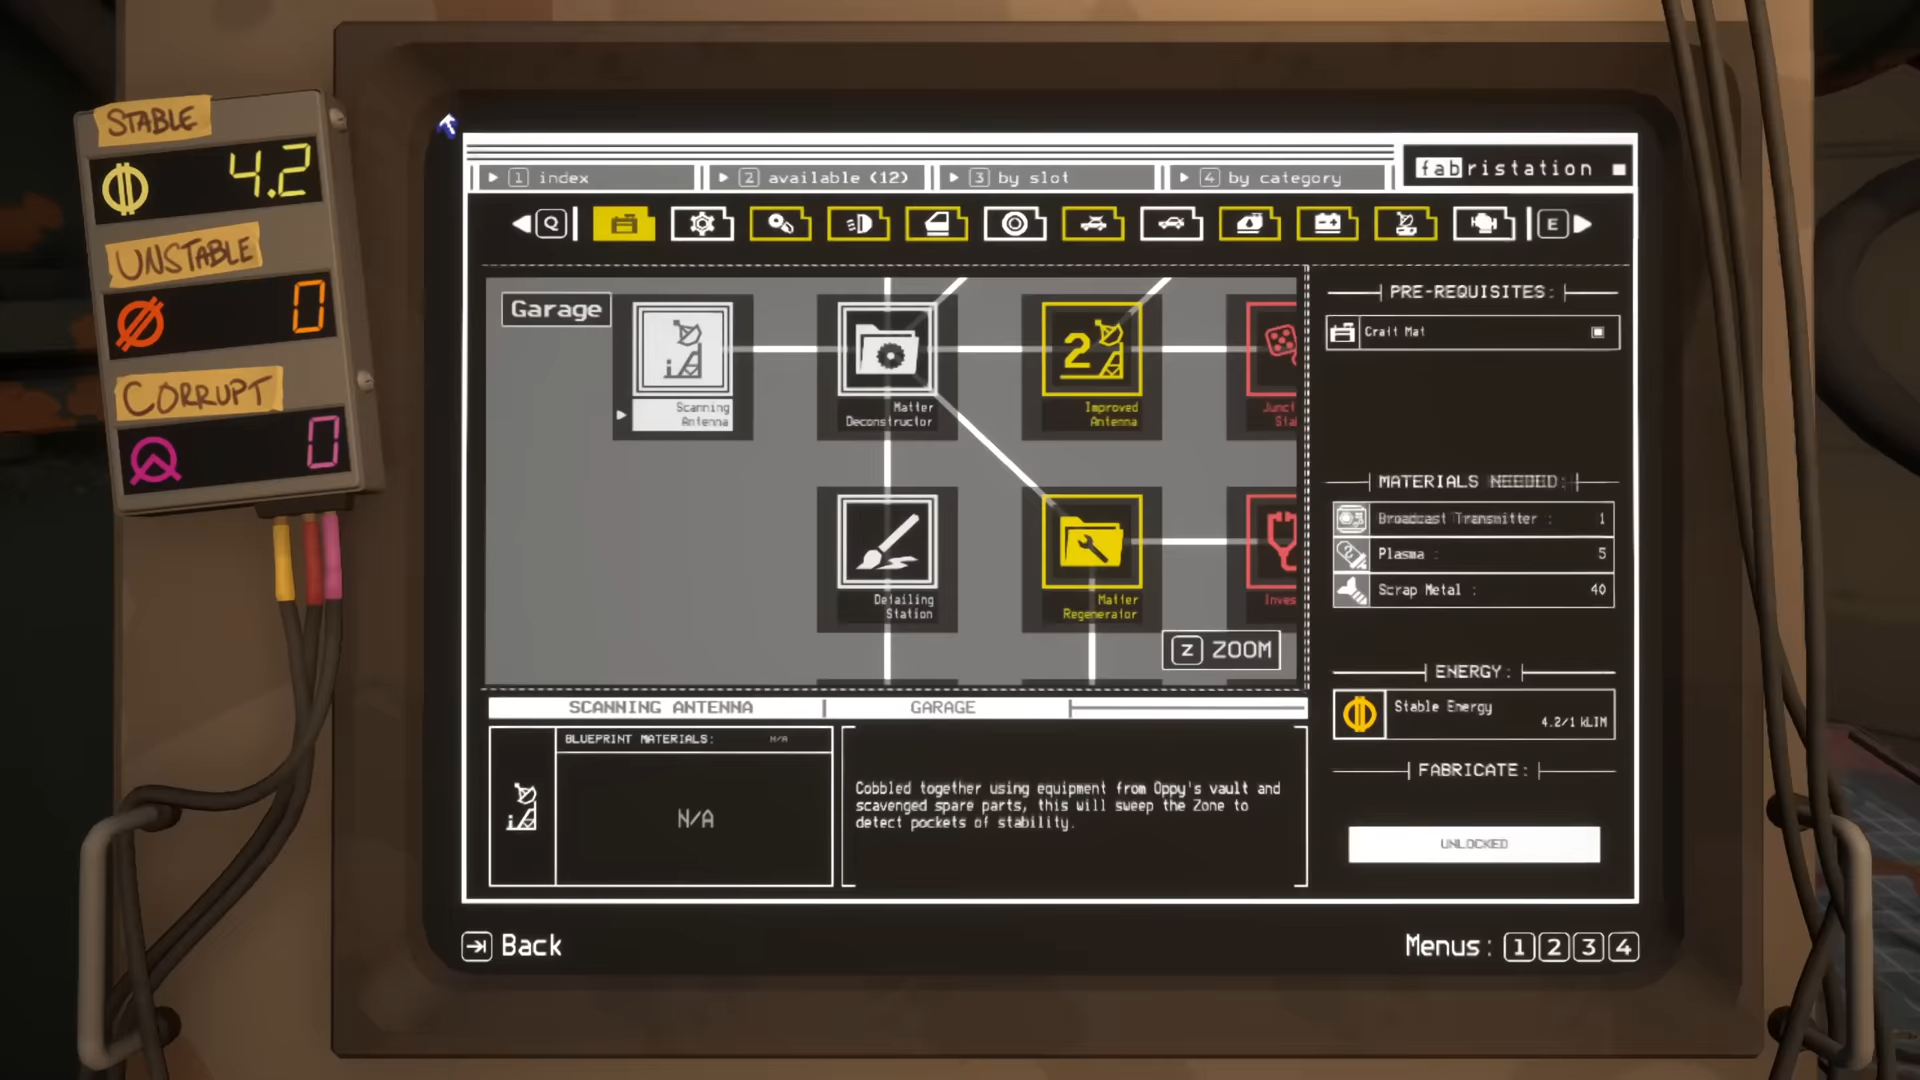 STABLE
4.2
UNSTABLE
0
CORRUPT
0
fabristation
1 index
2 available (12)
3 by slot
4 by category
Q
E
Garage
Scanning
Antenna
Matter
Deconstructor
2
Improved
Antenna
Juncti
Sta
Detailing
Station
Matter
Regenerator
Inves
Z ZOOM
PRE-REQUISITES:
Craft Mat
MATERIALS NEEDED:
Broadcast Transmitter : 1
Plasma : 5
Scrap Metal : 40
ENERGY:
Stable Energy
4.2/1 kLIM
FABRICATE:
UNLOCKED
SCANNING ANTENNA
GARAGE
BLUEPRINT MATERIALS: N/A
N/A
Cobbled together using equipment from Oppy's vault and
scavenged spare parts, this will sweep the Zone to
detect pockets of stability.
Back
Menus: 1 2 3 4